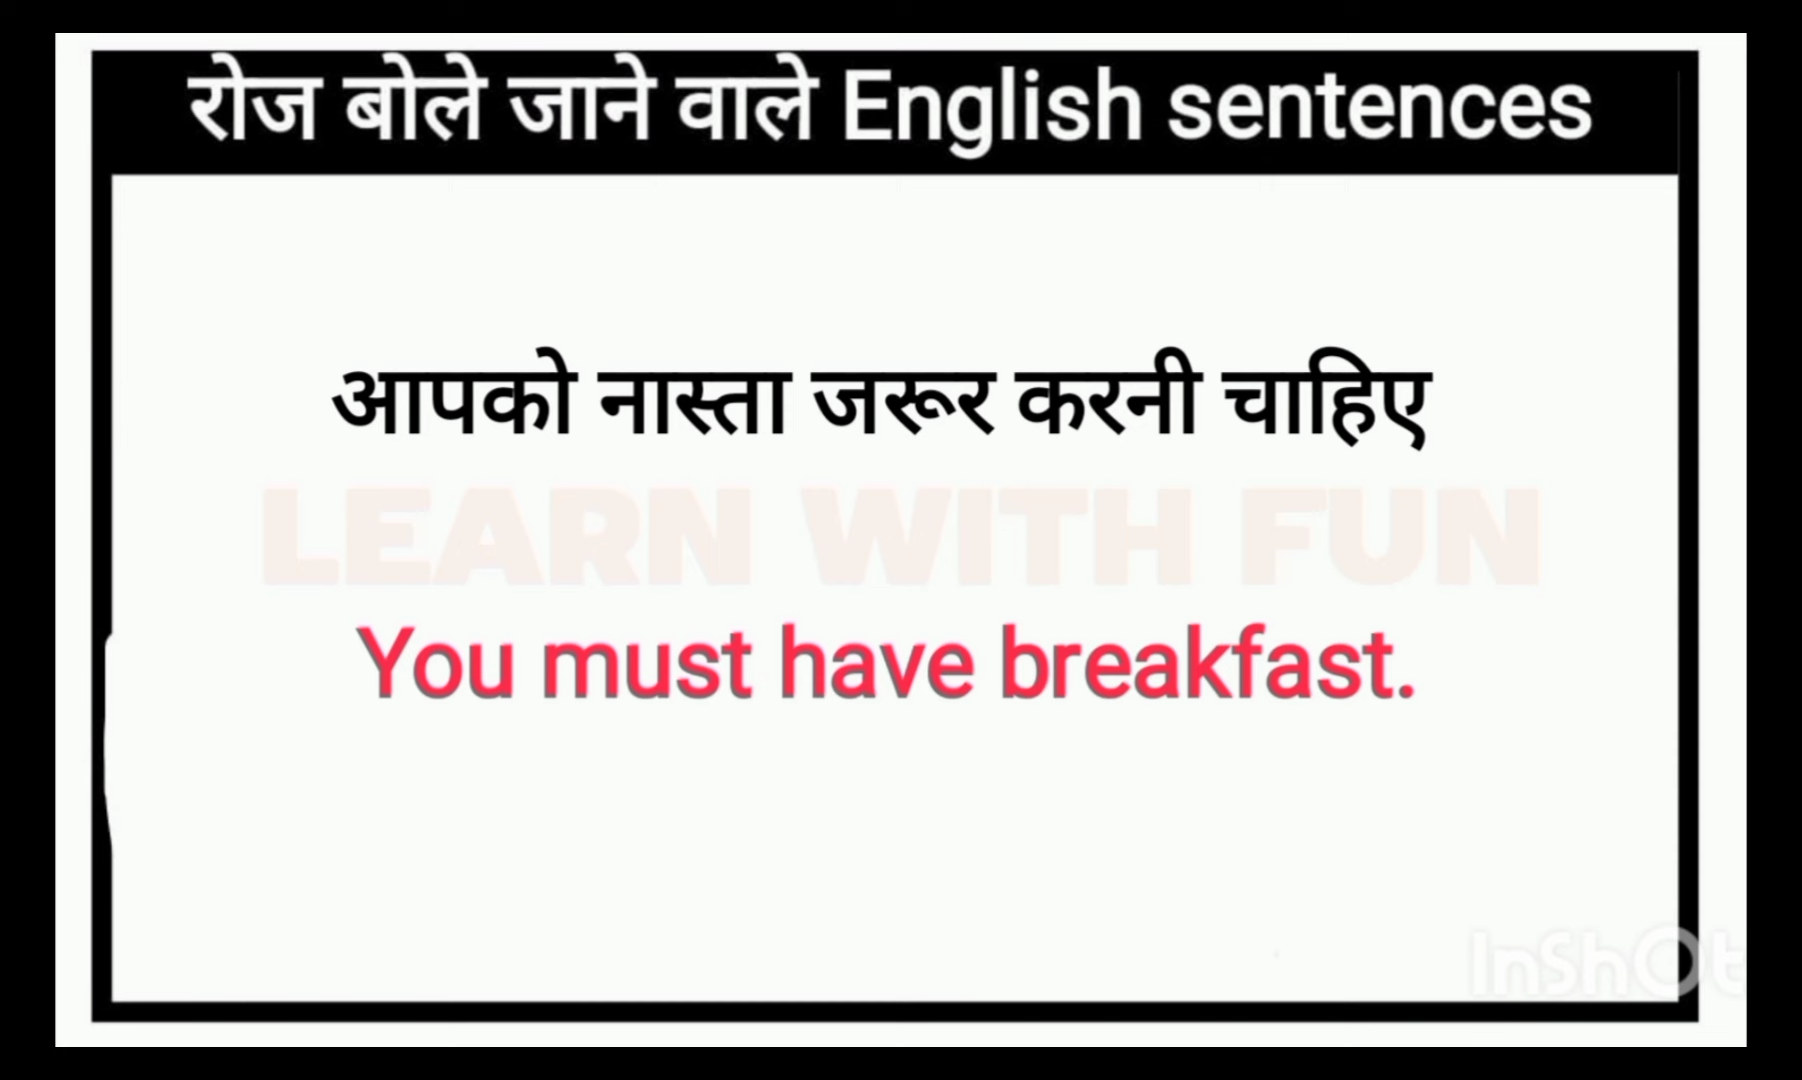 रोज बोले जाने वाले English sentences
आपको नास्ता जरूर करनी चाहिए
LEARN WITH FUN
You must have breakfast.
InShOt